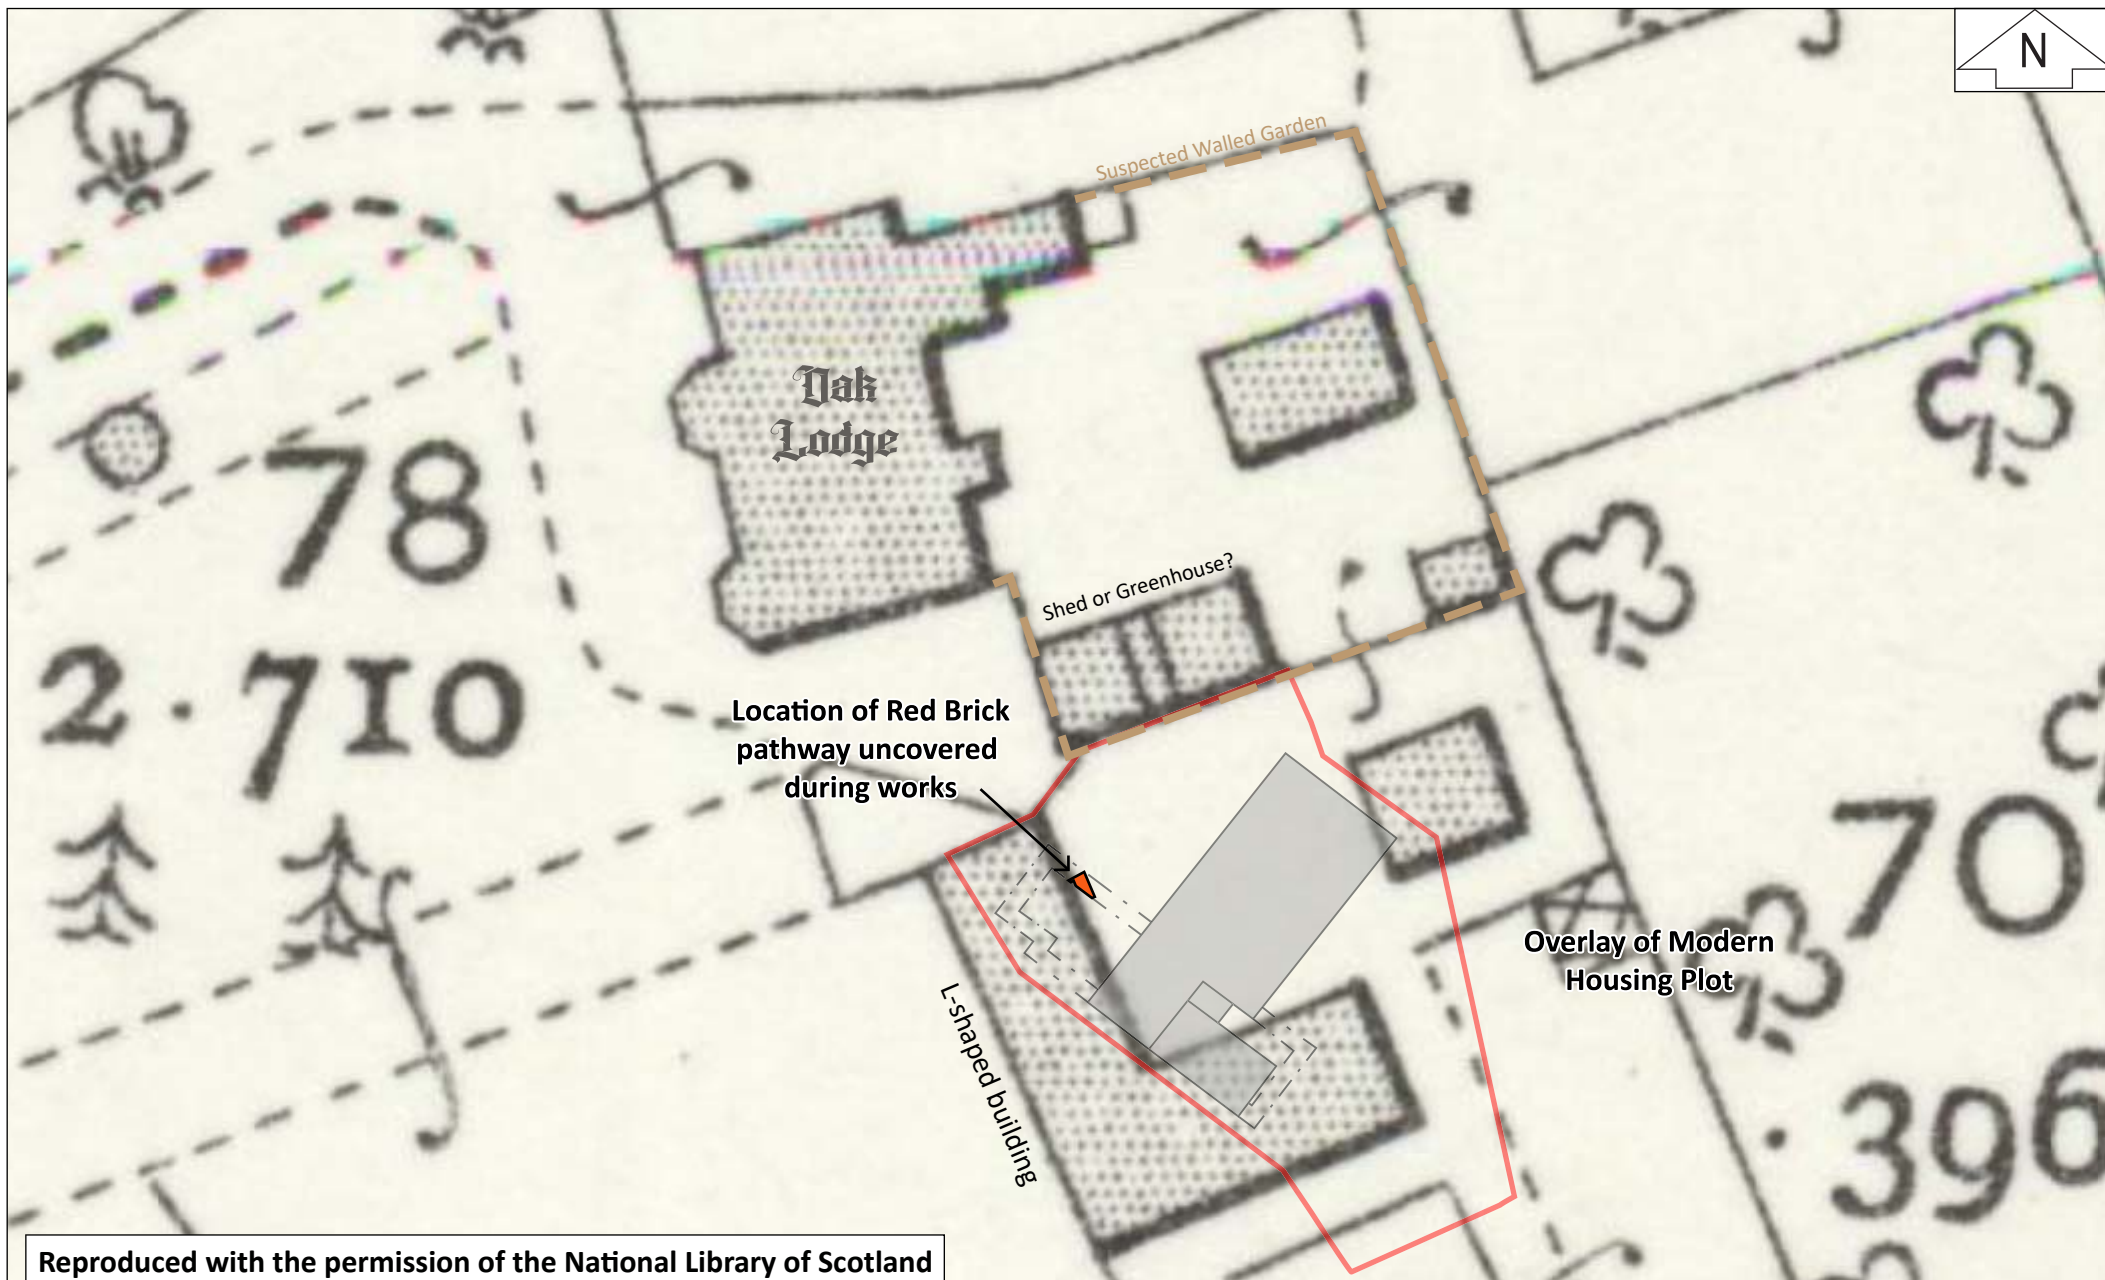 N
Suspected Walled Garden
Oak
Lodge
78
2·710
Shed or Greenhouse?
Location of Red Brick
pathway uncovered
during works
70
·396
Overlay of Modern
Housing Plot
L-shaped building
Reproduced with the permission of the National Library of Scotland